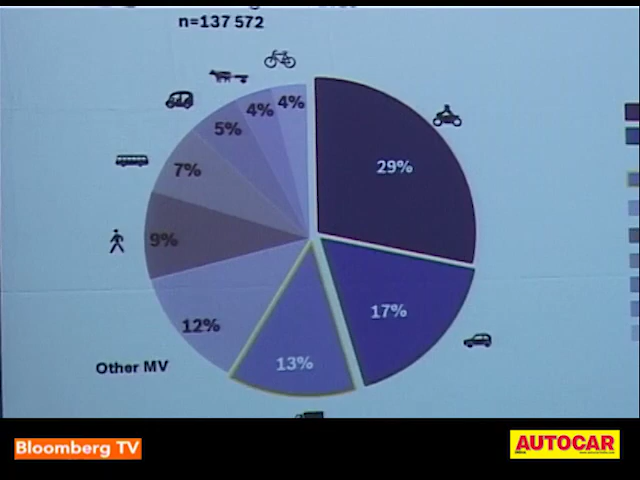 n=137 572
4%
4%
5%
29%
7%
9%
17%
12%
13%
Other MV
Bloomberg TV
AUTOCAR